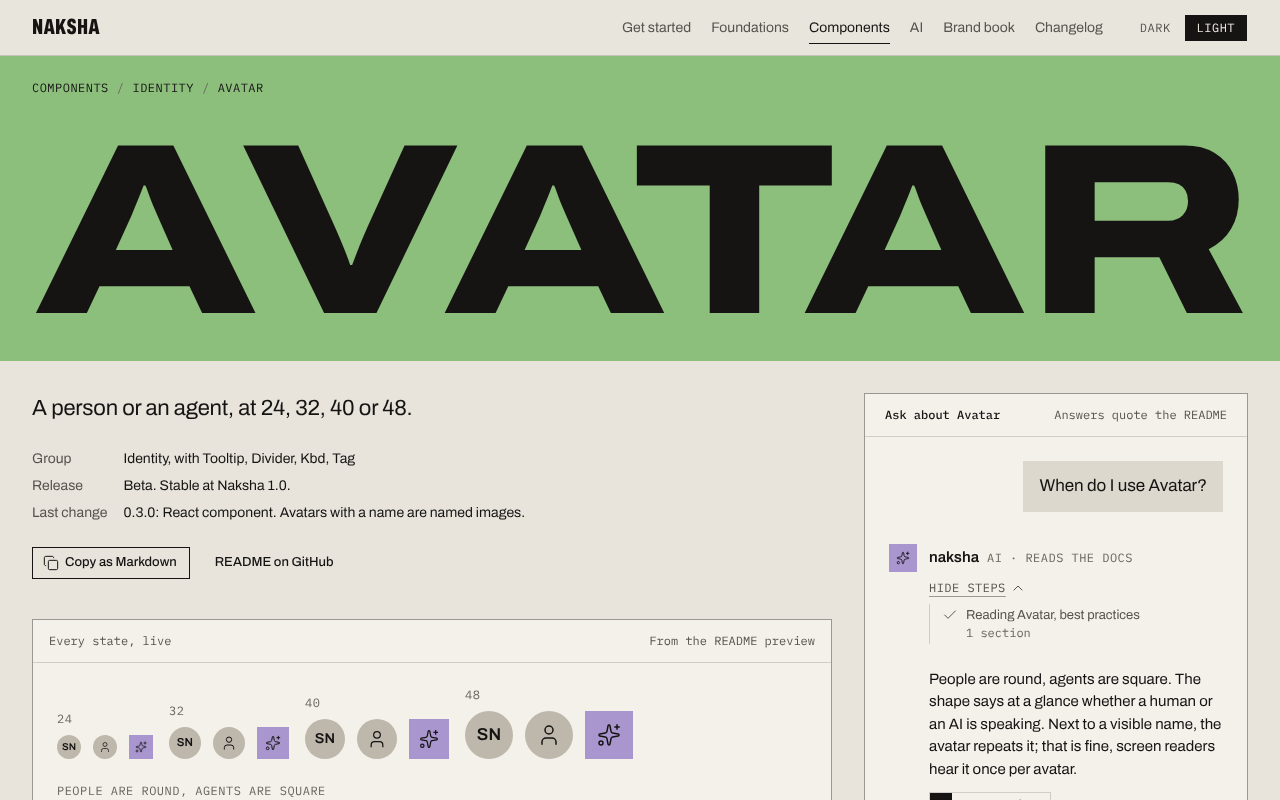 NAKSHA
Get started
Foundations
Components
AI
Brand book
Changelog
DARK
LIGHT
COMPONENTS / IDENTITY / AVATAR
AVATAR
A person or an agent, at 24, 32, 40 or 48.
Group Identity, with Tooltip, Divider, Kbd, Tag
Release Beta. Stable at Naksha 1.0.
Last change 0.3.0: React component. Avatars with a name are named images.
Copy as Markdown
README on GitHub
Every state, live
From the README preview
24
SN
32
SN
40
SN
48
SN
PEOPLE ARE ROUND, AGENTS ARE SQUARE
Ask about Avatar
Answers quote the README
When do I use Avatar?
naksha AI · READS THE DOCS
HIDE STEPS
Reading Avatar, best practices
1 section
People are round, agents are square. The
shape says at a glance whether a human or
an AI is speaking. Next to a visible name, the
avatar repeats it; that is fine, screen readers
hear it once per avatar.